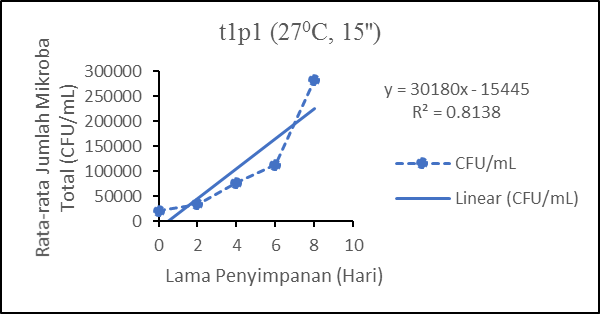 t1p1 (27⁰C, 15")
Rata-rata Jumlah Mikroba
Total (CFU/mL)
300000
250000
200000
150000
100000
50000
0
0 2 4 6 8 10
Lama Penyimpanan (Hari)
y = 30180x - 15445
R² = 0.8138
CFU/mL
Linear (CFU/mL)